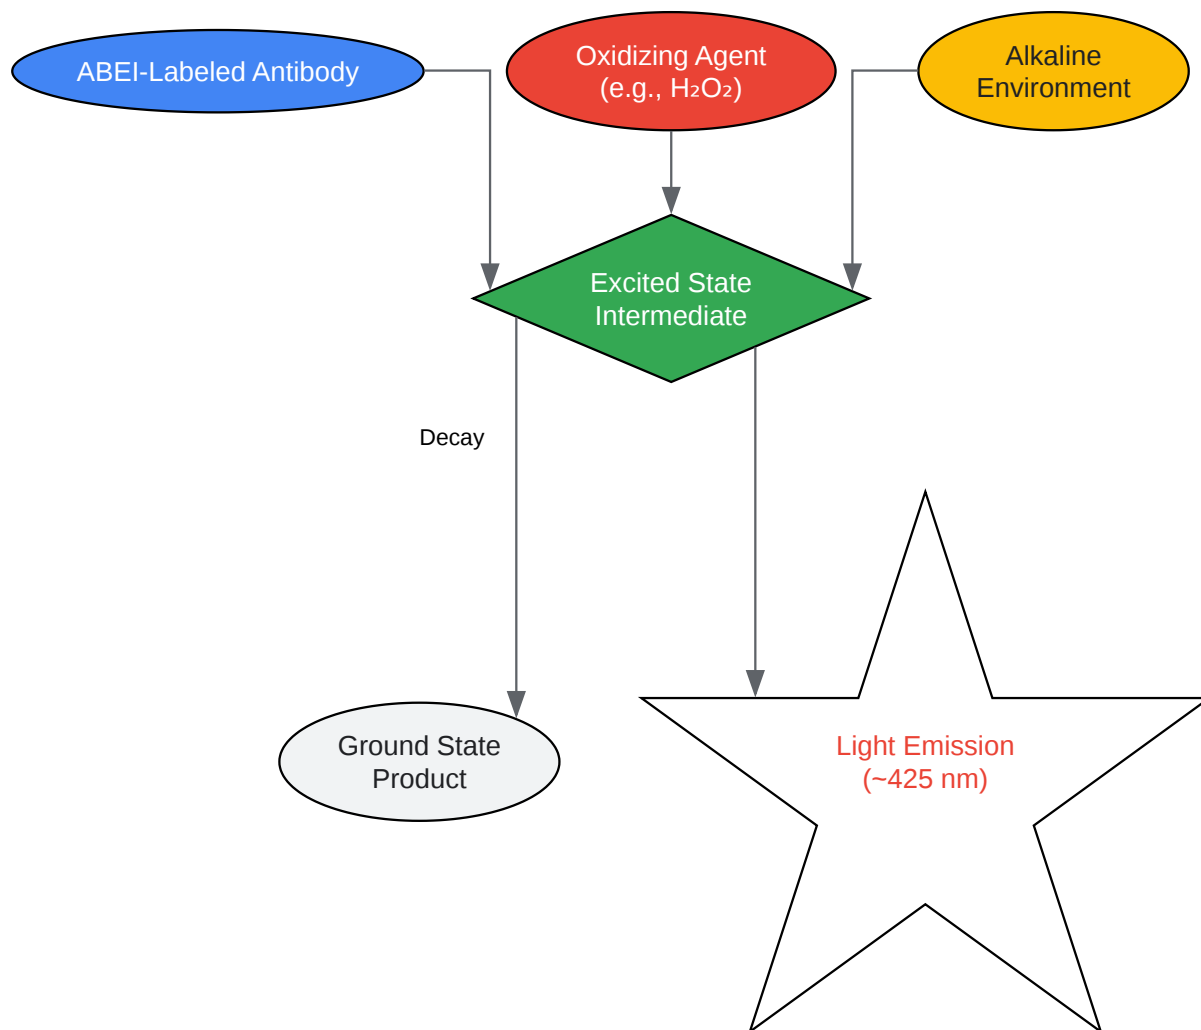 ABEI-Labeled Antibody
Oxidizing Agent
(e.g., H₂O₂)
Alkaline
Environment
Excited State
Intermediate
Decay
Ground State
Product
Light Emission
(~425 nm)